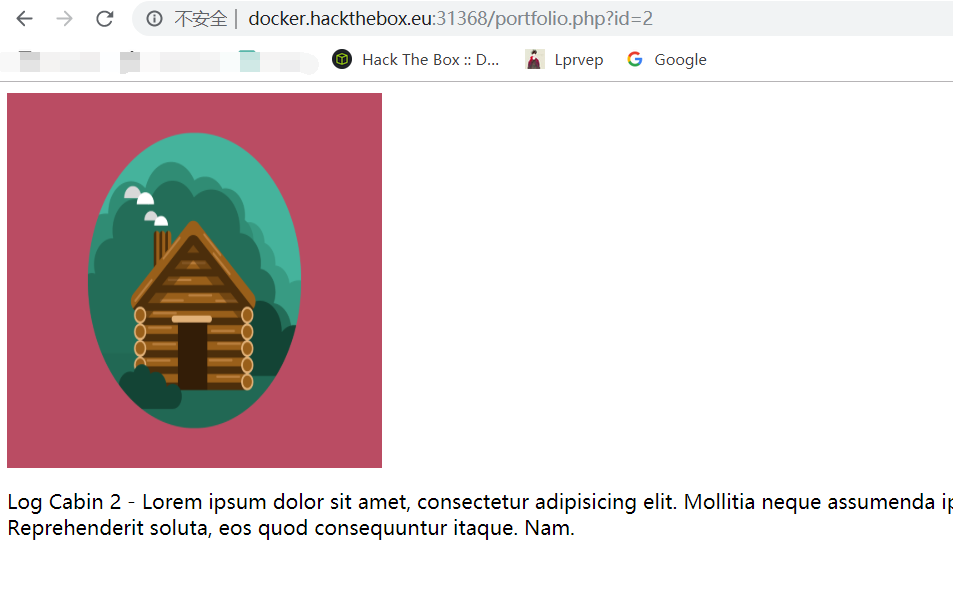 不安全 | docker.hackthebox.eu:31368/portfolio.php?id=2
Hack The Box :: D... Lprvep Google
Log Cabin 2 - Lorem ipsum dolor sit amet, consectetur adipisicing elit. Mollitia neque assumenda
Reprehenderit soluta, eos quod consequuntur itaque. Nam.